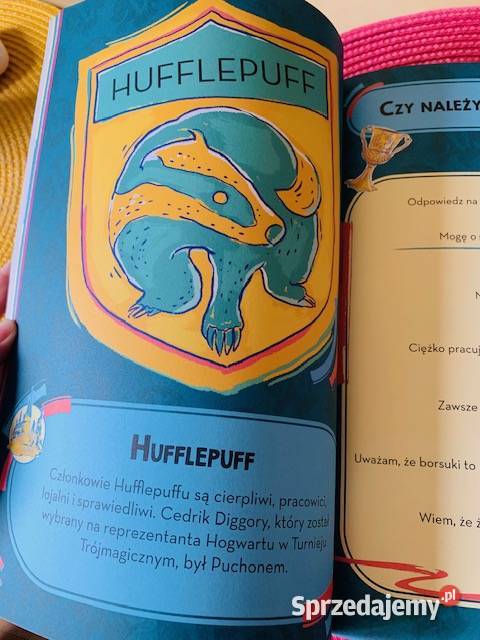 HUFFLEPUFF
HUFFLEPUFF
Członkowie Hufflepuffu są cierpliwi, pracowici,
lojalni i sprawiedliwi. Cedrik Diggory, który został
wybrany na reprezentanta Hogwartu w Turnieju
Trójmagicznym, był Puchonem.
CZY NALEŻY
Odpowiedz na
Mogę o
Ciężko pracuj
Zawsze
Uważam, że borsuki to
Wiem, że
Sprzedajemy.pl